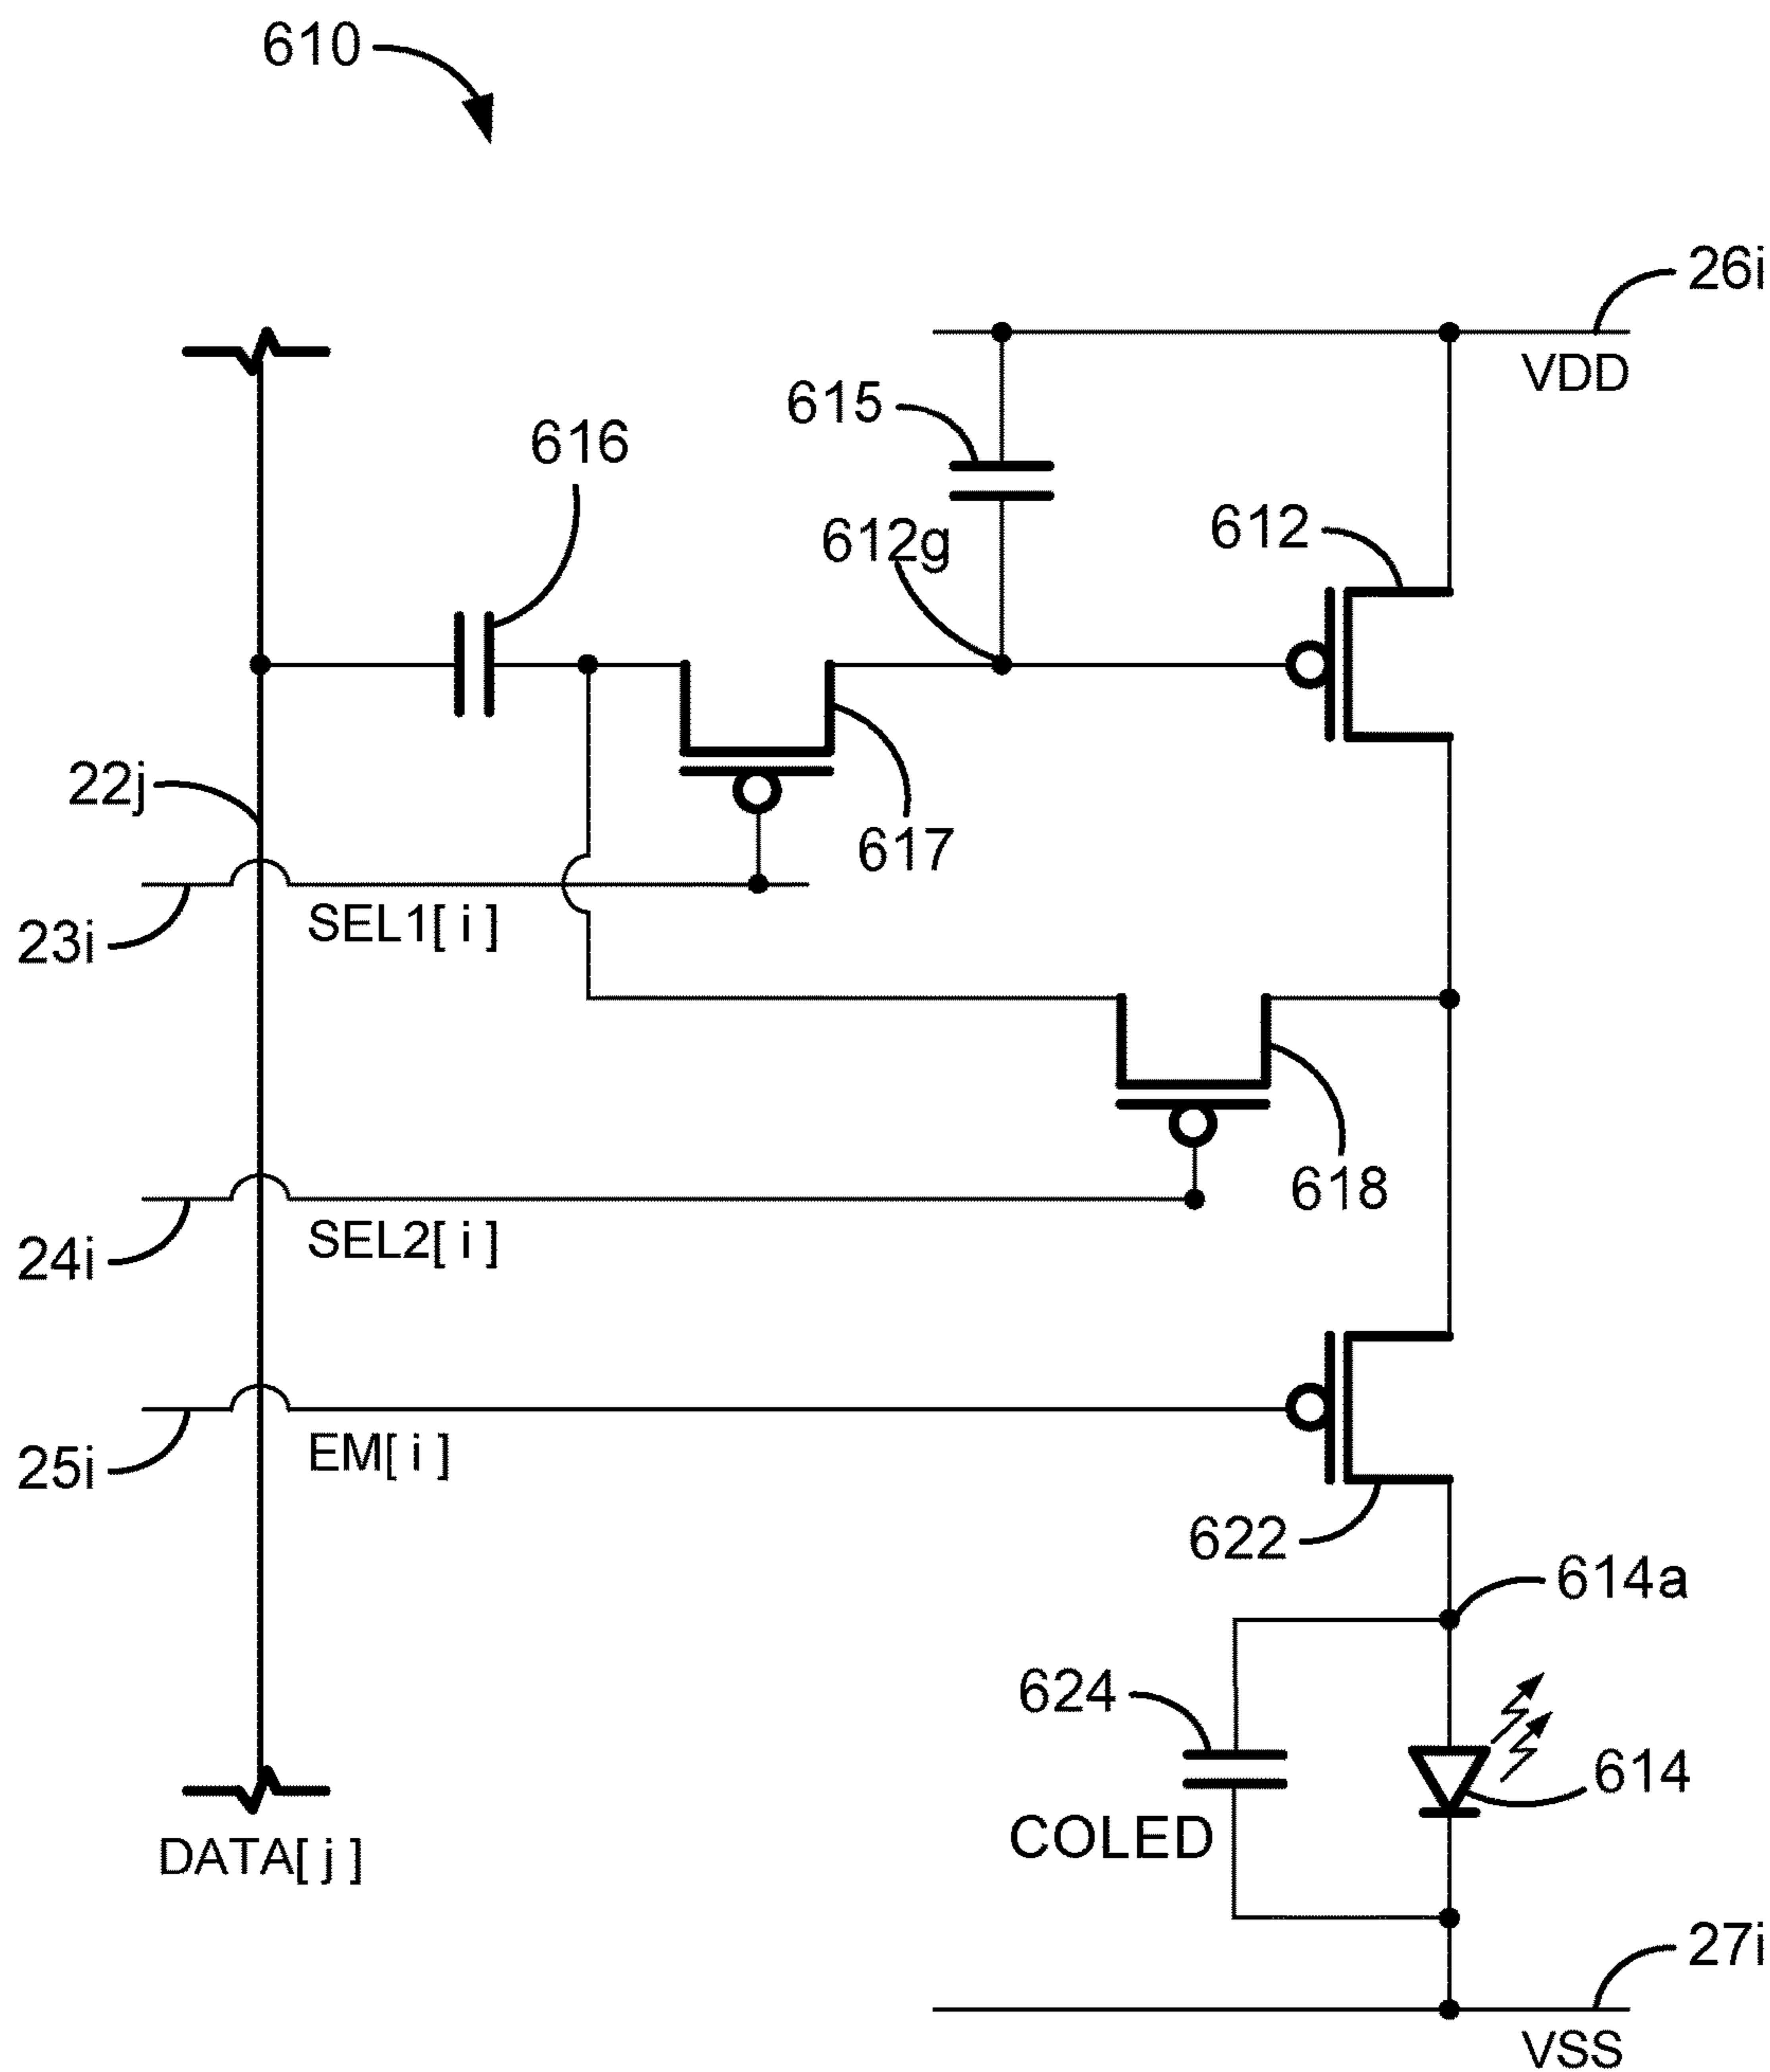 610
26i
VDD
615
616
612g
612
22j
617
23i
SEL1[ i ]
618
24i
SEL2[ i ]
25i
EM[ i ]
622
614a
624
614
COLED
DATA[ j ]
27i
VSS